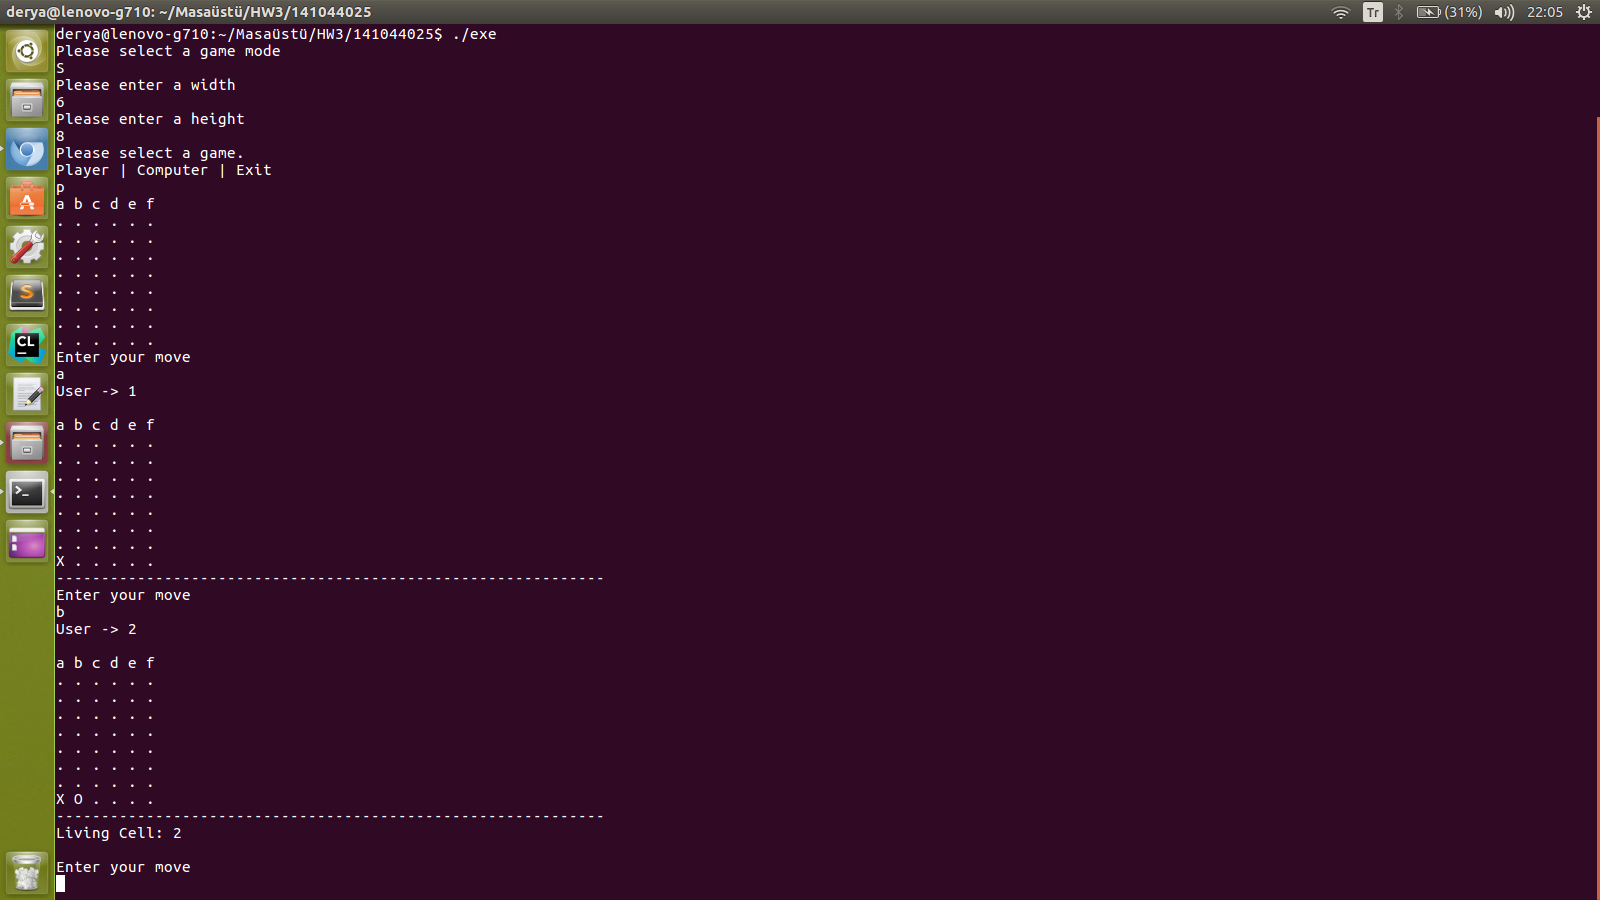 derya@lenovo-g710: ~/Masaüstü/HW3/141044025
Tr (31%) 22:05
derya@lenovo-g710:~/Masaüstü/HW3/141044025$ ./exe
Please select a game mode
S
Please enter a width
6
Please enter a height
8
Please select a game.
Player | Computer | Exit
p
a b c d e f
. . . . . .
. . . . . .
. . . . . .
. . . . . .
. . . . . .
. . . . . .
. . . . . .
. . . . . .
Enter your move
a
User -> 1
a b c d e f
. . . . . .
. . . . . .
. . . . . .
. . . . . .
. . . . . .
. . . . . .
. . . . . .
X . . . . .
-------------------------------------------------------------
Enter your move
b
User -> 2
a b c d e f
. . . . . .
. . . . . .
. . . . . .
. . . . . .
. . . . . .
. . . . . .
. . . . . .
X O . . . .
-------------------------------------------------------------
Living Cell: 2
Enter your move
S
CL
>_